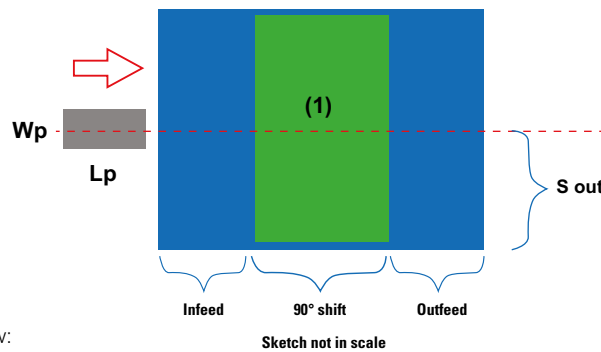 (1)
Wp
Lp
S out
Infeed
90° shift
Outfeed
Sketch not in scale